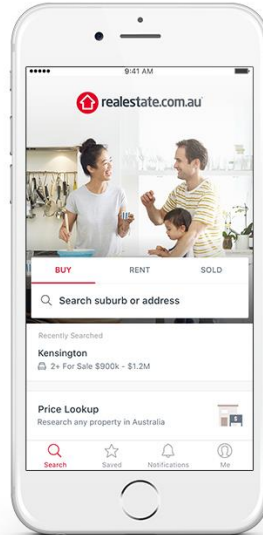 9:41 AM
realestate.com.au
BUY RENT SOLD
Search suburb or address
Recently Searched
Kensington
2+ For Sale $900k - $1.2M
Price Lookup
Research any property in Australia
$
Search Saved Notifications Me